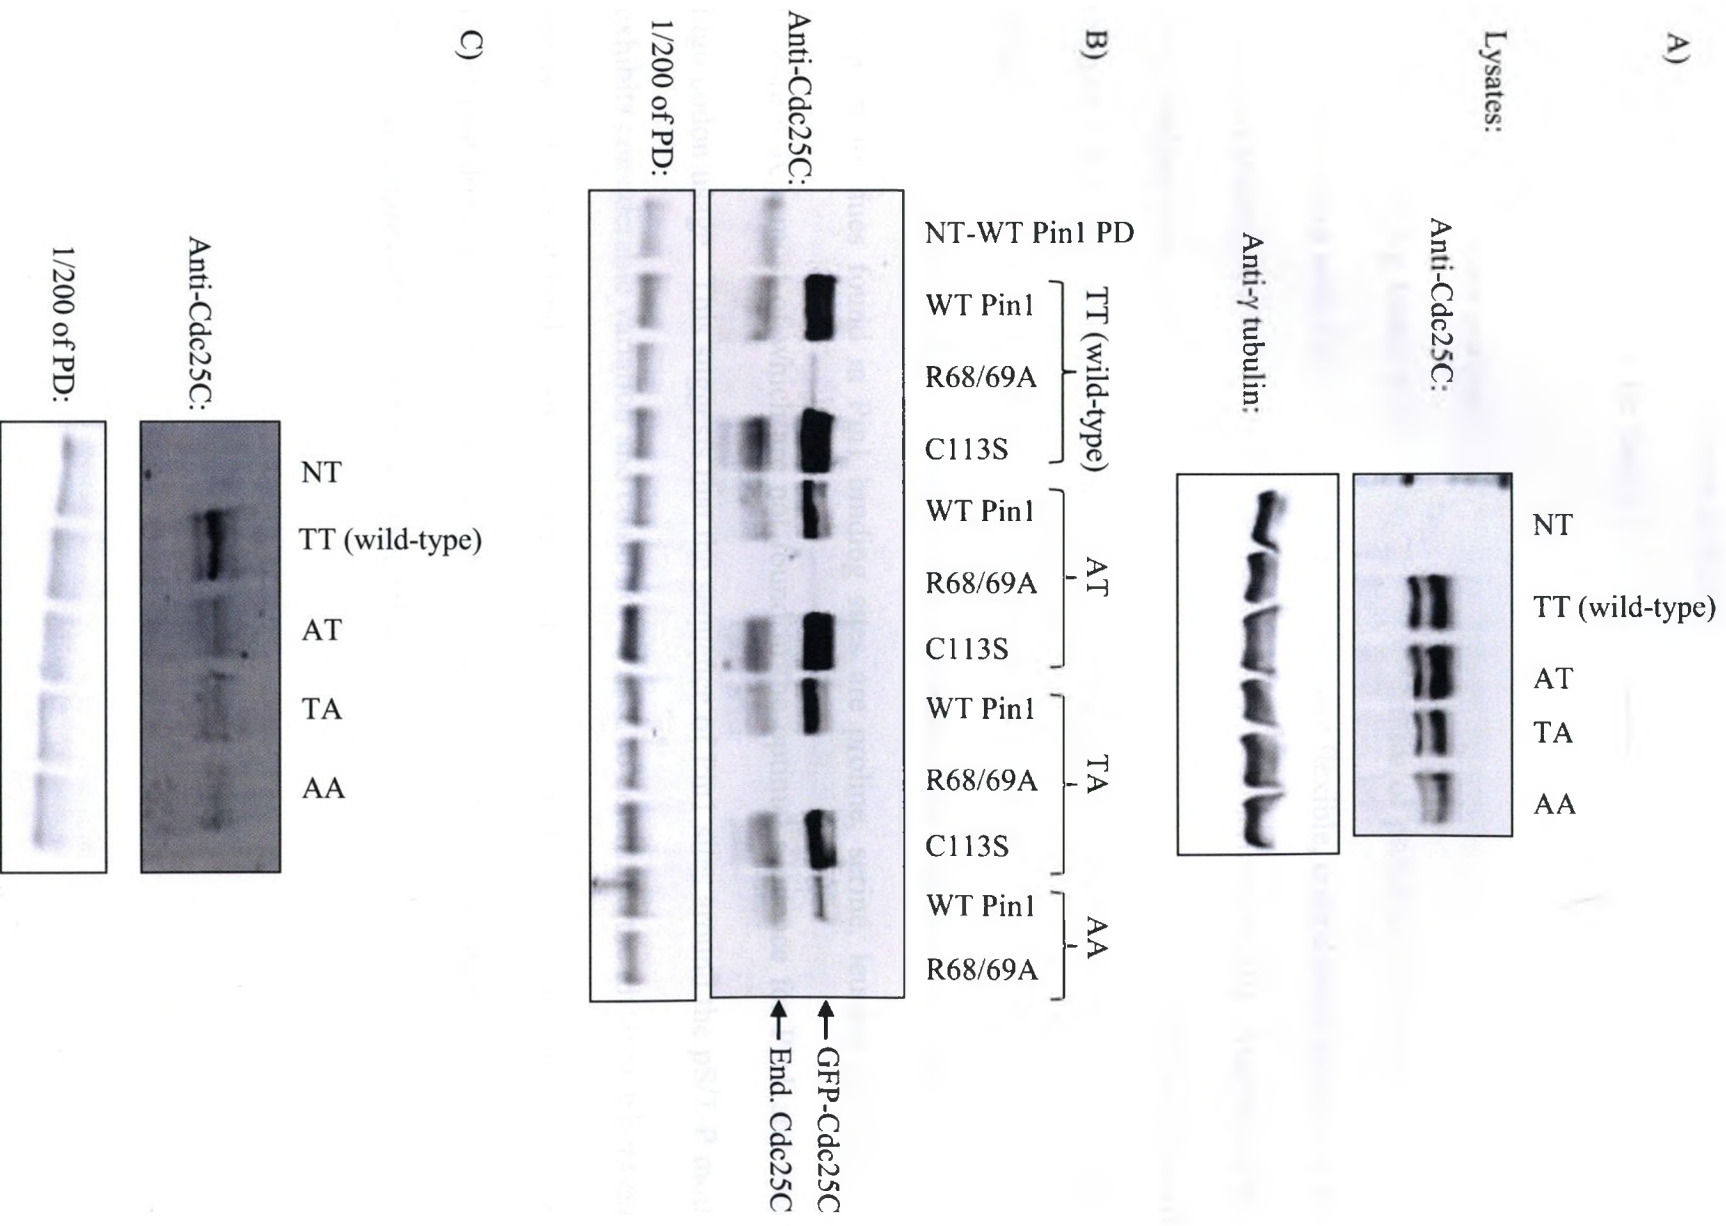 A)
Lysates:
NT
TT (wild-type)
AT
TA
AA
Anti-Cdc25C:
Anti-γ tubulin:
B)
TT (wild-type)
AT
TA
AA
NT-WT Pin1 PD
WT Pin1
R68/69A
C113S
WT Pin1
R68/69A
C113S
WT Pin1
R68/69A
C113S
WT Pin1
R68/69A
Anti-Cdc25C:
GFP-Cdc25C
End. Cdc25C
1/200 of PD:
C)
NT
TT (wild-type)
AT
TA
AA
Anti-Cdc25C:
1/200 of PD: